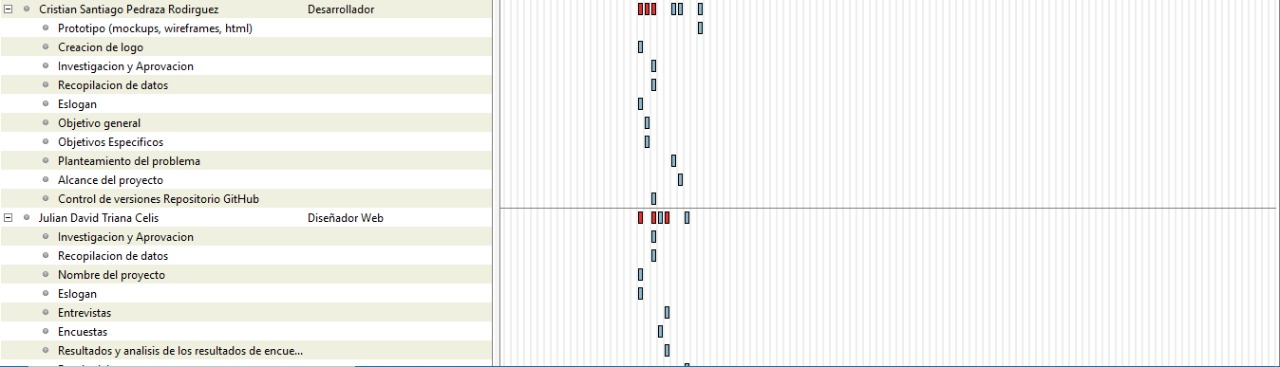 Cristian Santiago Pedraza Rodirguez Desarrollador
Prototipo (mockups, wireframes, html)
Creacion de logo
Investigacion y Aprovacion
Recopilacion de datos
Eslogan
Objetivo general
Objetivos Especificos
Planteamiento del problema
Alcance del proyecto
Control de versiones Repositorio GitHub
Julian David Triana Celis Diseñador Web
Investigacion y Aprovacion
Recopilacion de datos
Nombre del proyecto
Eslogan
Entrevistas
Encuestas
Resultados y analisis de los resultados de encue...